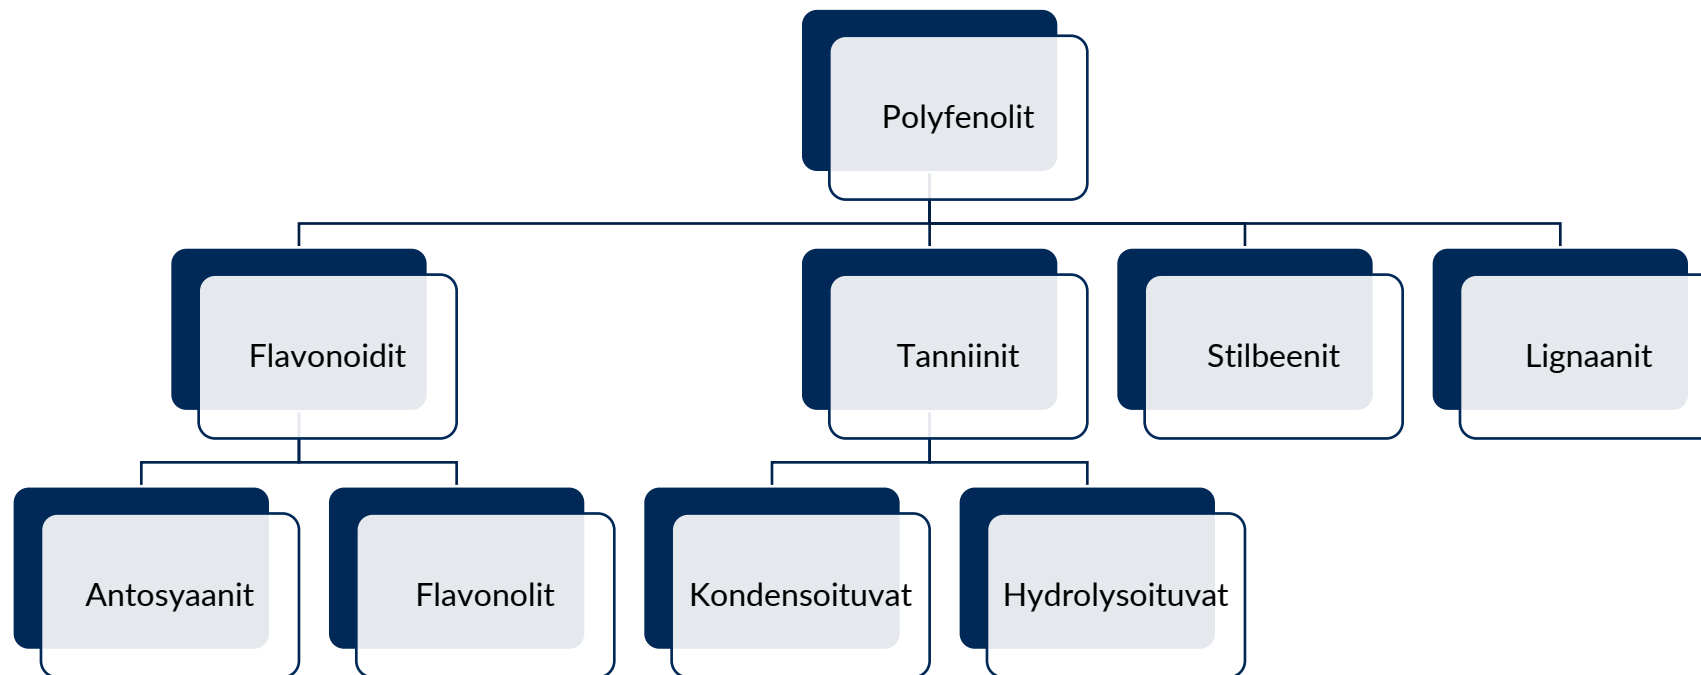 Polyfenolit
Flavonoidit
Tanniinit
Stilbeenit
Lignaanit
Antosyaanit
Flavonolit
Kondensoituvat
Hydrolysoituvat